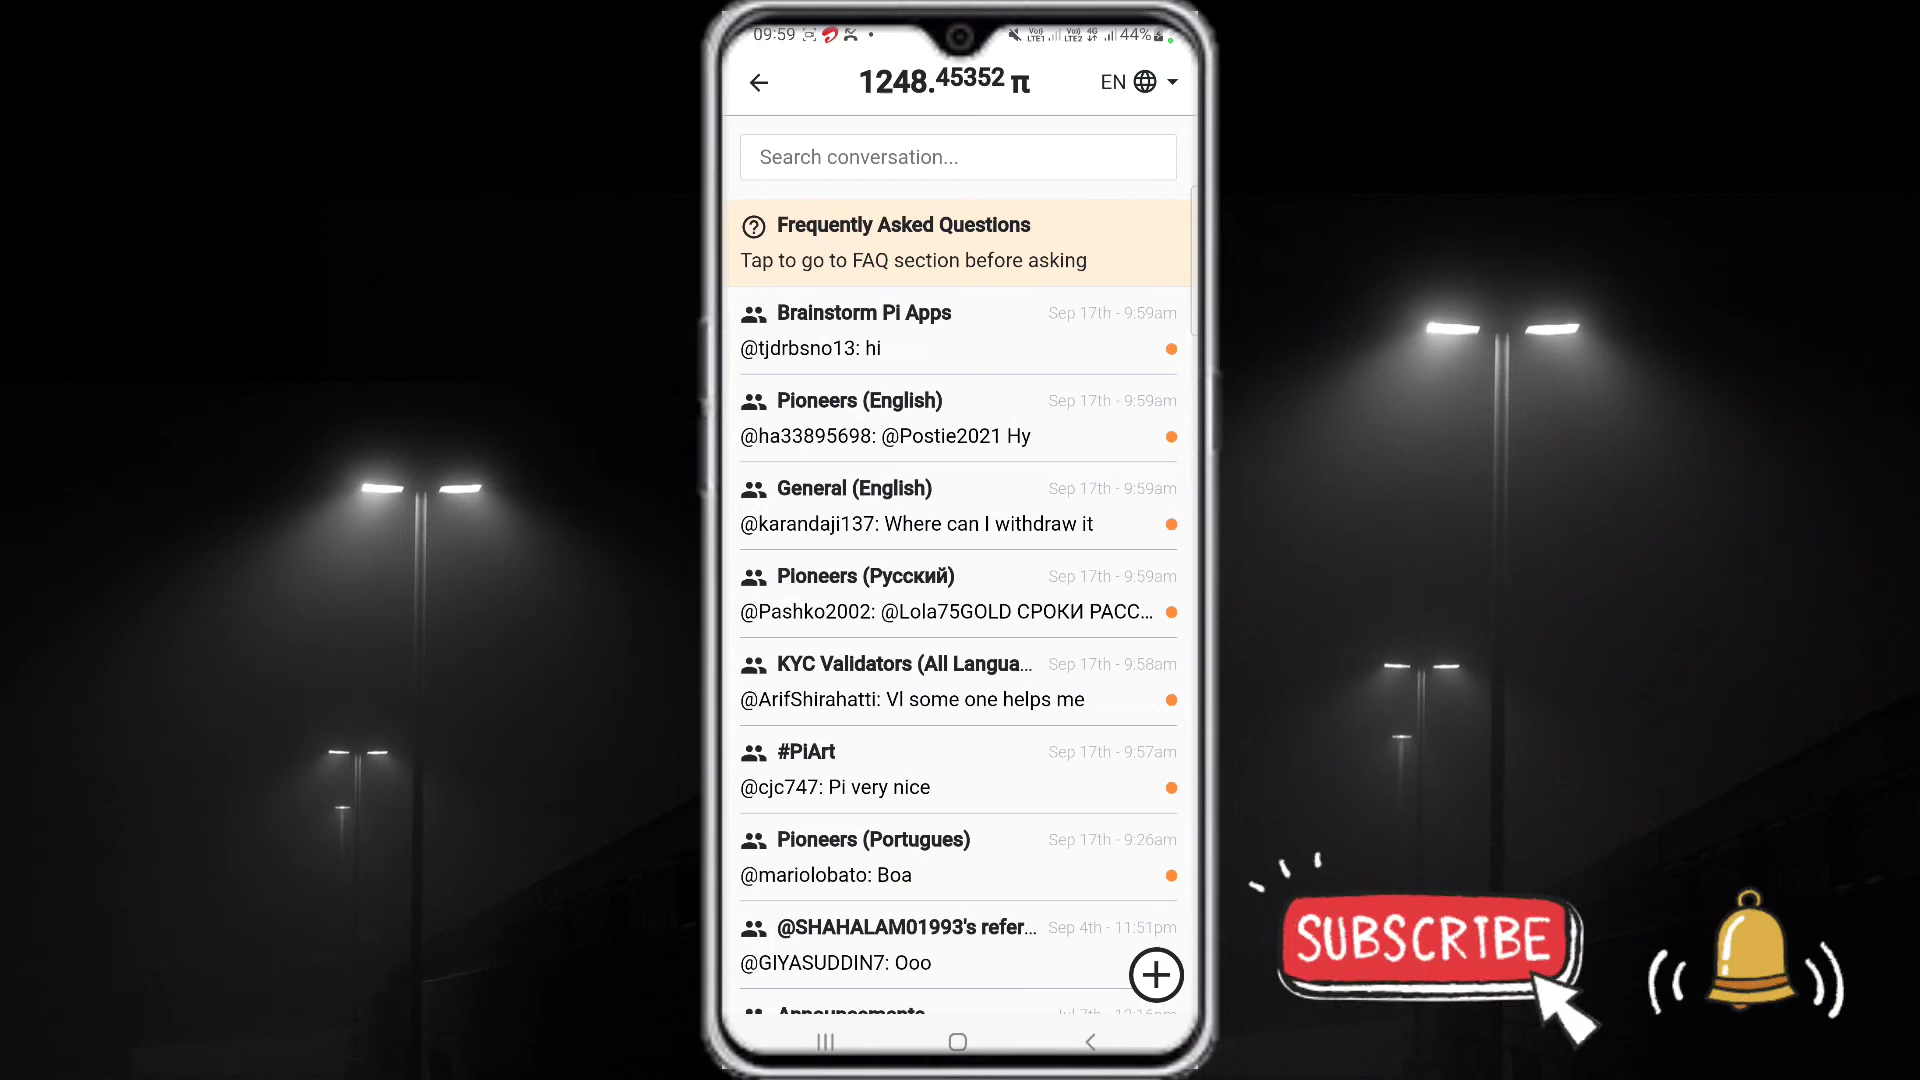 09:59 44%
1248.45352 π EN
Search conversation...
Frequently Asked Questions
Tap to go to FAQ section before asking
Brainstorm Pi Apps Sep 17th - 9:59am
@tjdrbsno13: hi
Pioneers (English) Sep 17th - 9:59am
@ha33895698: @Postie2021 Hy
General (English) Sep 17th - 9:59am
@karandaji137: Where can I withdraw it
Pioneers (Русский) Sep 17th - 9:59am
@Pashko2002: @Lola75GOLD СРОКИ РАСС...
KYC Validators (All Langua... Sep 17th - 9:58am
@ArifShirahatti: Vl some one helps me
#PiArt Sep 17th - 9:57am
@cjc747: Pi very nice
Pioneers (Portugues) Sep 17th - 9:26am
@mariolobato: Boa
@SHAHALAM01993's refer... Sep 4th - 11:51pm
@GIYASUDDIN7: Ooo
Announcements
SUBSCRIBE